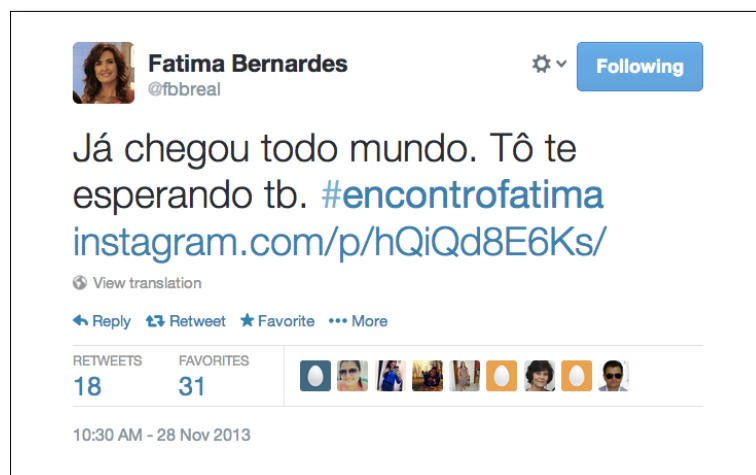 Fatima Bernardes
@fbbreal
Following
Já chegou todo mundo. Tô te
esperando tb. #encontrofatima
instagram.com/p/hQiQd8E6Ks/
View translation
Reply Retweet Favorite More
RETWEETS FAVORITES
18 31
10:30 AM - 28 Nov 2013